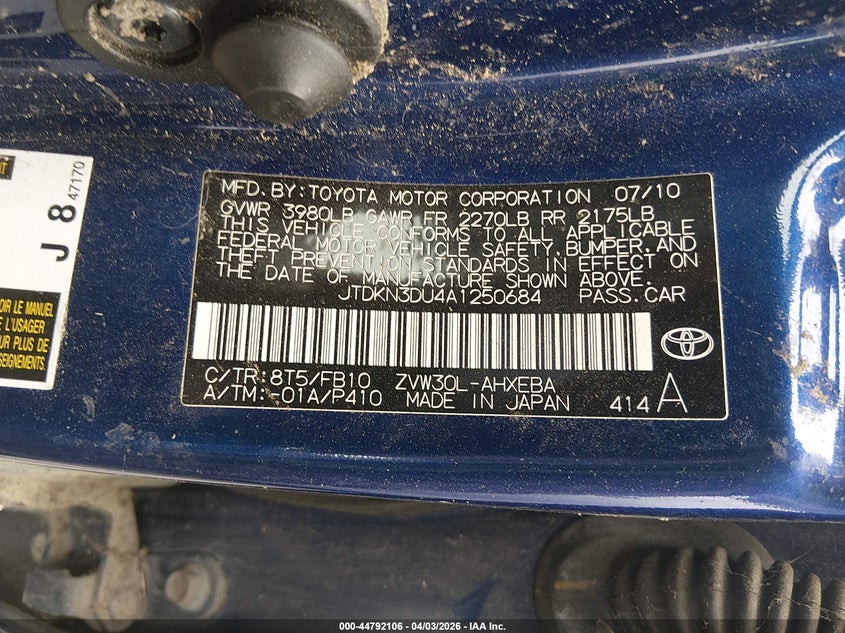 MFD. BY: TOYOTA MOTOR CORPORATION 07/10
GVWR 3980LB GAWR FR 2270LB RR 2175LB
THIS VEHICLE CONFORMS TO ALL APPLICABLE
FEDERAL MOTOR VEHICLE SAFETY, BUMPER, AND
THEFT PREVENTION STANDARDS IN EFFECT ON
THE DATE OF MANUFACTURE SHOWN ABOVE.
JTDKN3DU4A1250684 PASS. CAR
C/TR: 8T5/FB10 ZVW30L-AHXEBA
A/TM: -01A/P410 MADE IN JAPAN 414 A
J 8 47170
OIR LE MANUEL
L'USAGER
UR PLUS DE
SEIGNEMENTS.
000-44792106 04/03/2026 - IAA Inc.